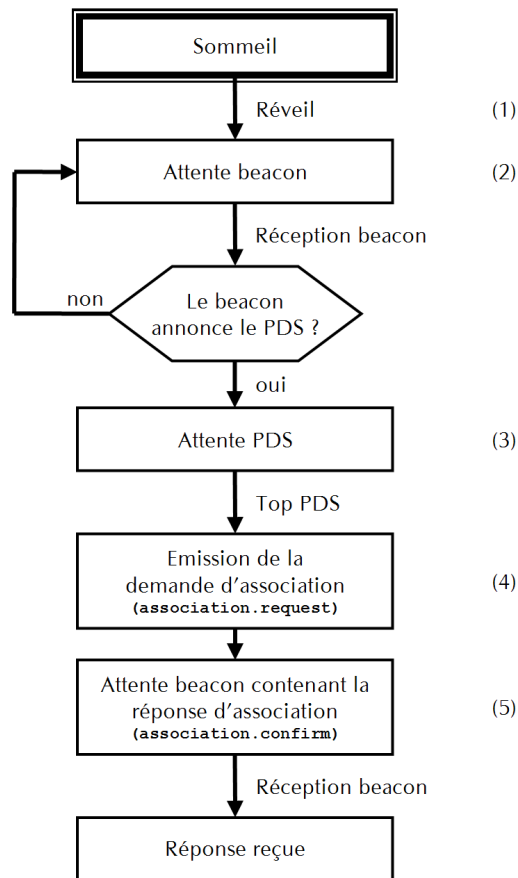 Sommeil
Réveil (1)
Attente beacon (2)
Réception beacon
non
Le beacon
annonce le PDS ?
oui
Attente PDS (3)
Top PDS
Emission de la
demande d'association (4)
(association.request)
Attente beacon contenant la
réponse d'association (5)
(association.confirm)
Réception beacon
Réponse reçue